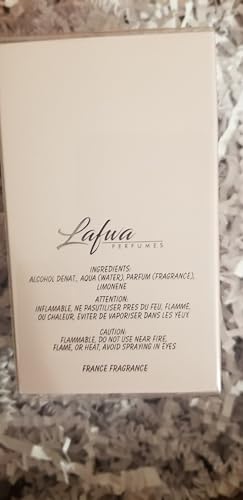 Lafwa
PERFUMES
INGREDIENTS:
ALCOHOL DENAT., AQUA (WATER), PARFUM (FRAGRANCE),
LIMONENE
ATTENTION:
INFLAMABLE, NE PASUTILISER PRES DU FEU, FLAMME,
OU CHALEUR, EVITER DE VAPORISER DANS LES YEUX
CAUTION:
FLAMMABLE, DO NOT USE NEAR FIRE,
FLAME, OR HEAT, AVOID SPRAYING IN EYES
FRANCE FRAGRANCE